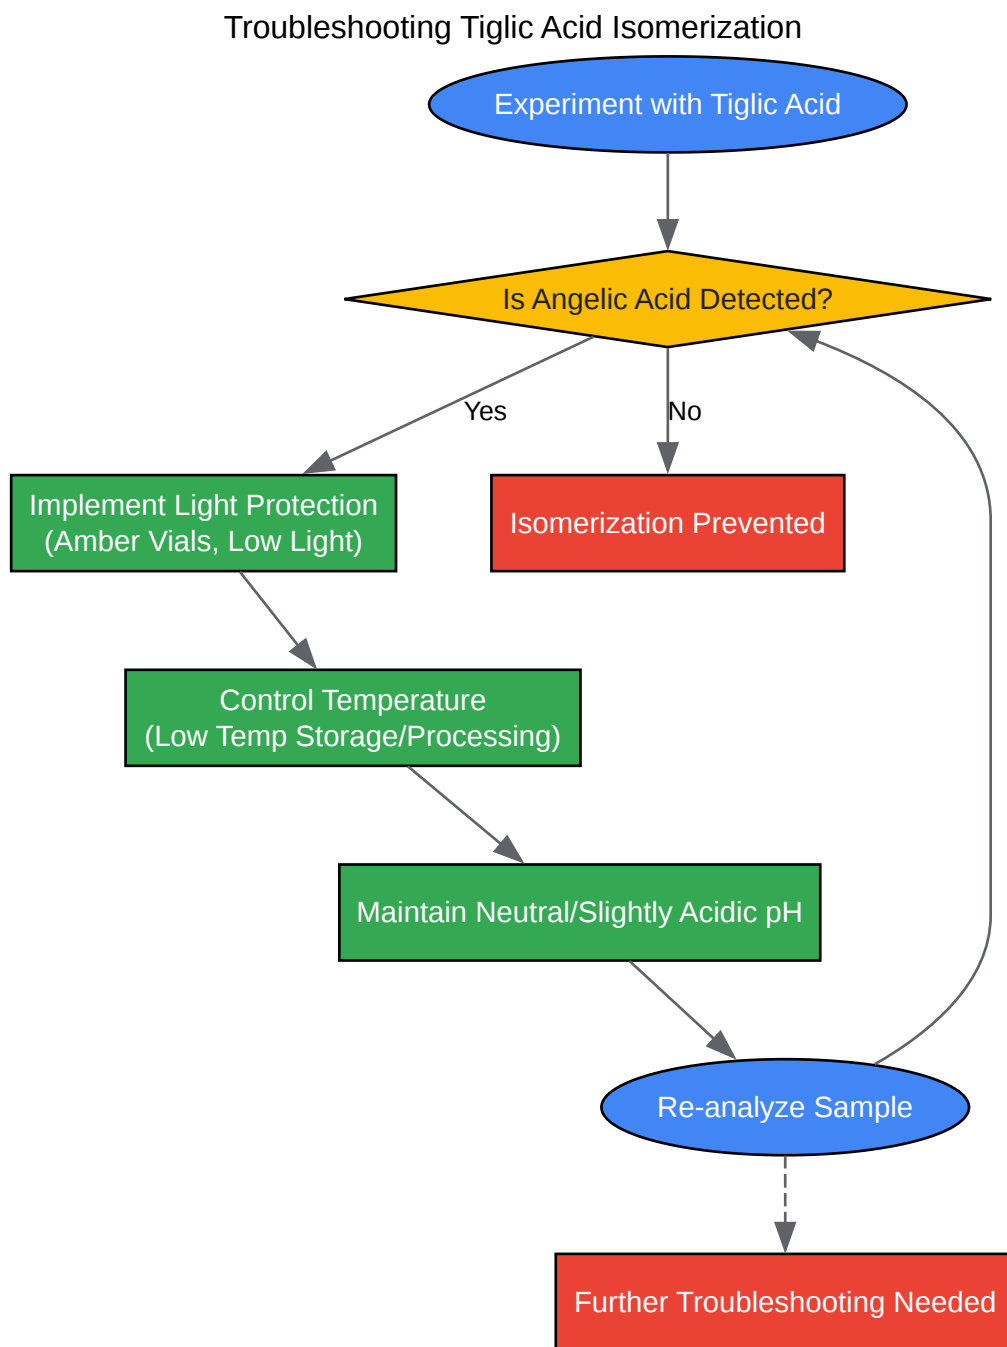 Troubleshooting Tiglic Acid Isomerization
Experiment with Tiglic Acid
Is Angelic Acid Detected?
Yes
No
Implement Light Protection
(Amber Vials, Low Light)
Isomerization Prevented
Control Temperature
(Low Temp Storage/Processing)
Maintain Neutral/Slightly Acidic pH
Re-analyze Sample
Further Troubleshooting Needed